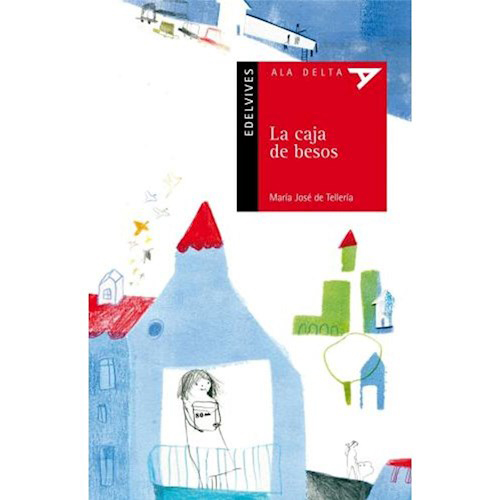 EDELVIVES
ALA DELTA
La caja
de besos
María José de Tellería